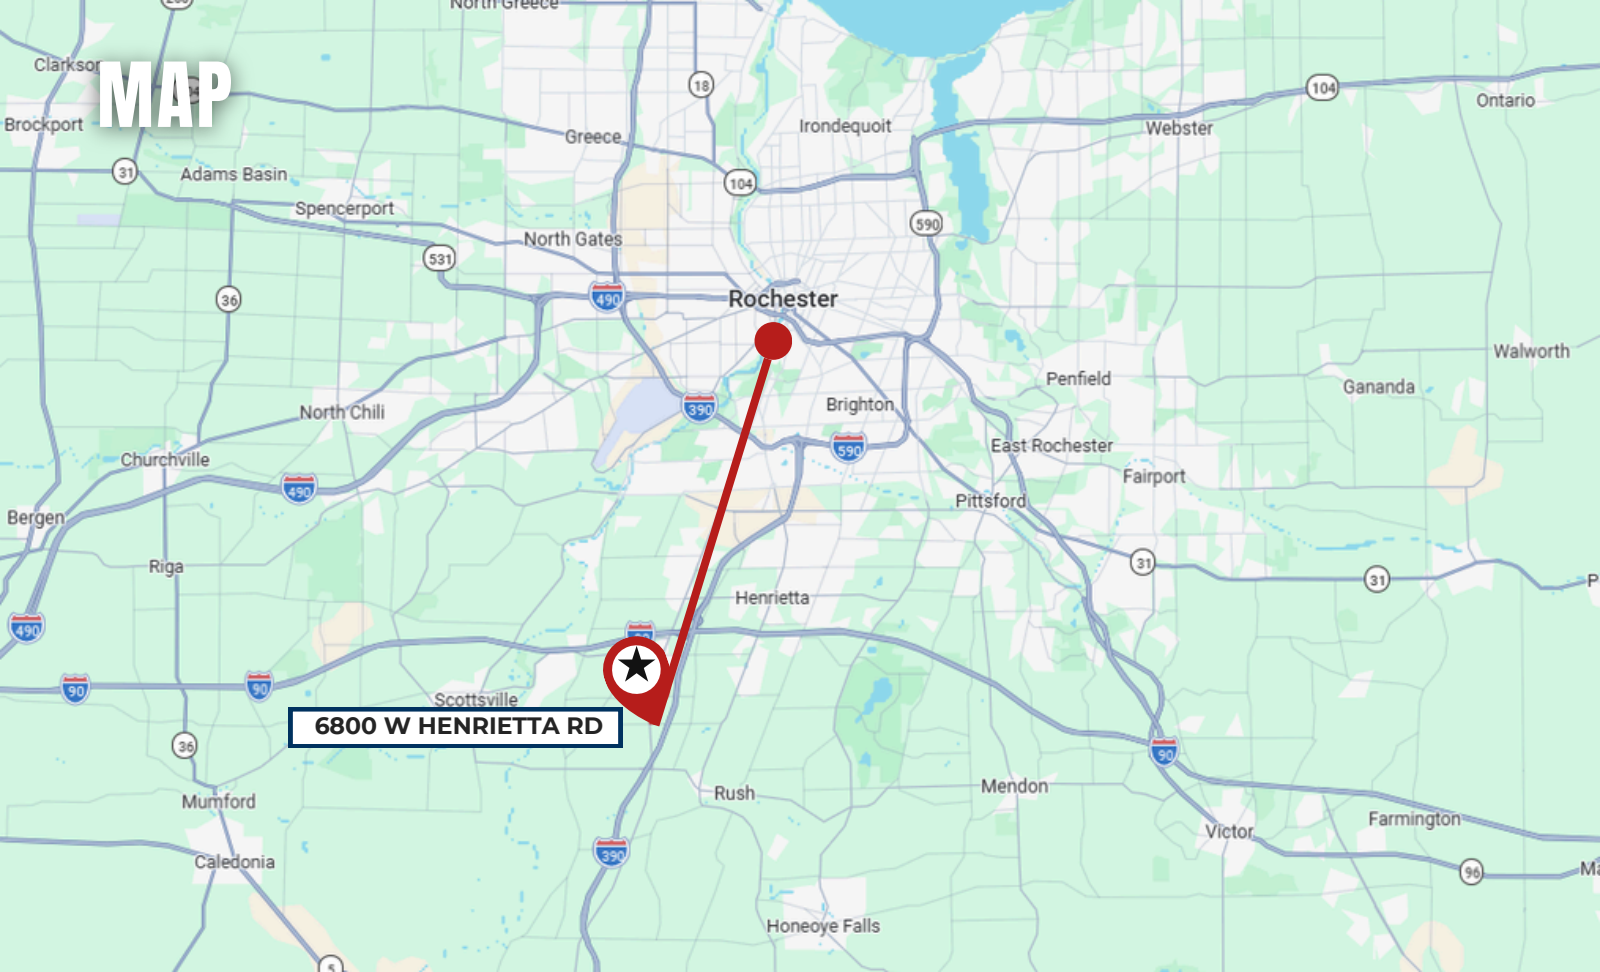 North Greece
Clarkson
MAP
18
104
Ontario
Brockport
Greece
Irondequoit
Webster
31
Adams Basin
104
Spencerport
590
North Gates
531
36
490
Rochester
Walworth
Penfield
Gananda
North Chili
390
Brighton
590
East Rochester
Churchville
490
Fairport
Bergen
Pittsford
Riga
31
31
Henrietta
490
90
90
Scottsville
6800 W HENRIETTA RD
36
90
Mendon
Rush
Mumford
Farmington
Victor
390
Caledonia
96
Honeoye Falls
5